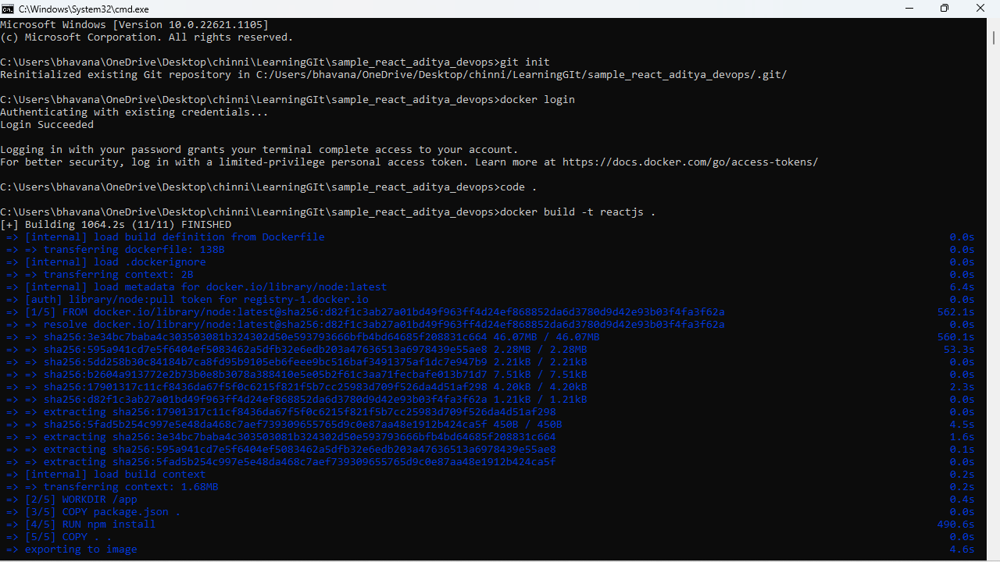 C:\Windows\System32\cmd.exe
Microsoft Windows [Version 10.0.22621.1105]
(c) Microsoft Corporation. All rights reserved.
C:\Users\bhavana\OneDrive\Desktop\chinni\LearningGIt\sample_react_aditya_devops>git init
Reinitialized existing Git repository in C:/Users/bhavana/OneDrive/Desktop/chinni/LearningGIt/sample_react_aditya_devops/.git/
C:\Users\bhavana\OneDrive\Desktop\chinni\LearningGIt\sample_react_aditya_devops>docker login
Authenticating with existing credentials...
Login Succeeded
Logging in with your password grants your terminal complete access to your account.
For better security, log in with a limited-privilege personal access token. Learn more at https://docs.docker.com/go/access-tokens/
C:\Users\bhavana\OneDrive\Desktop\chinni\LearningGIt\sample_react_aditya_devops>code .
C:\Users\bhavana\OneDrive\Desktop\chinni\LearningGIt\sample_react_aditya_devops>docker build -t reactjs .
[+] Building 1064.2s (11/11) FINISHED
=> [internal] load build definition from Dockerfile 0.0s
=> => transferring dockerfile: 138B 0.0s
=> [internal] load .dockerignore 0.0s
=> => transferring context: 2B 0.0s
=> [internal] load metadata for docker.io/library/node:latest 6.4s
=> [auth] library/node:pull token for registry-1.docker.io 0.0s
=> [1/5] FROM docker.io/library/node:latest@sha256:d82f1c3ab27a01bd49f963ff4d24ef868852da6d3780d9d42e93b03f4fa3f62a 562.1s
=> => resolve docker.io/library/node:latest@sha256:d82f1c3ab27a01bd49f963ff4d24ef868852da6d3780d9d42e93b03f4fa3f62a 0.0s
=> => sha256:3e34bc7baba4c303503081b324302d50e593793666bfb4bd64685f208831c664 46.07MB / 46.07MB 560.1s
=> => sha256:595a941cd7e5f6404ef5083462a5dfb32e6edb203a47636513a6978439e55ae8 2.28MB / 2.28MB 53.3s
=> => sha256:5dd258b30c84184b7ca8fd95b9105eb6feee9bc516baf3491375af1dc7e947b9 2.21kB / 2.21kB 0.0s
=> => sha256:b2604a913772e2b73b0e8b3078a388410e5e05b2f61c3aa71fecbafe013b71d7 7.51kB / 7.51kB 0.0s
=> => sha256:17901317c11cf8436da67f5f0c6215f821f5b7cc25983d709f526da4d51af298 4.20kB / 4.20kB 2.3s
=> => sha256:d82f1c3ab27a01bd49f963ff4d24ef868852da6d3780d9d42e93b03f4fa3f62a 1.21kB / 1.21kB 0.0s
=> => extracting sha256:17901317c11cf8436da67f5f0c6215f821f5b7cc25983d709f526da4d51af298 0.0s
=> => sha256:5fad5b254c997e5e48da468c7aef739309655765d9c0e87aa48e1912b424ca5f 450B / 450B 4.5s
=> => extracting sha256:3e34bc7baba4c303503081b324302d50e593793666bfb4bd64685f208831c664 1.6s
=> => extracting sha256:595a941cd7e5f6404ef5083462a5dfb32e6edb203a47636513a6978439e55ae8 0.1s
=> => extracting sha256:5fad5b254c997e5e48da468c7aef739309655765d9c0e87aa48e1912b424ca5f 0.0s
=> [internal] load build context 0.2s
=> => transferring context: 1.68MB 0.2s
=> [2/5] WORKDIR /app 0.4s
=> [3/5] COPY package.json . 0.0s
=> [4/5] RUN npm install 490.6s
=> [5/5] COPY . . 0.0s
=> exporting to image 4.6s